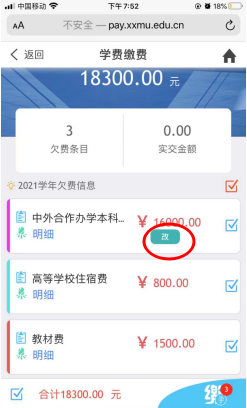 中国移动 下午7:52 18%
AA 不安全 — pay.xxmu.edu.cn
返回 学费缴费
18300.00 元
3 0.00
欠费条目 实交金额
2021学年欠费信息
中外合作办学本科... ¥ 16000.00
明细 改
高等学校住宿费 ¥ 800.00
明细
教材费 ¥ 1500.00
明细
合计18300.00 元 缴 3